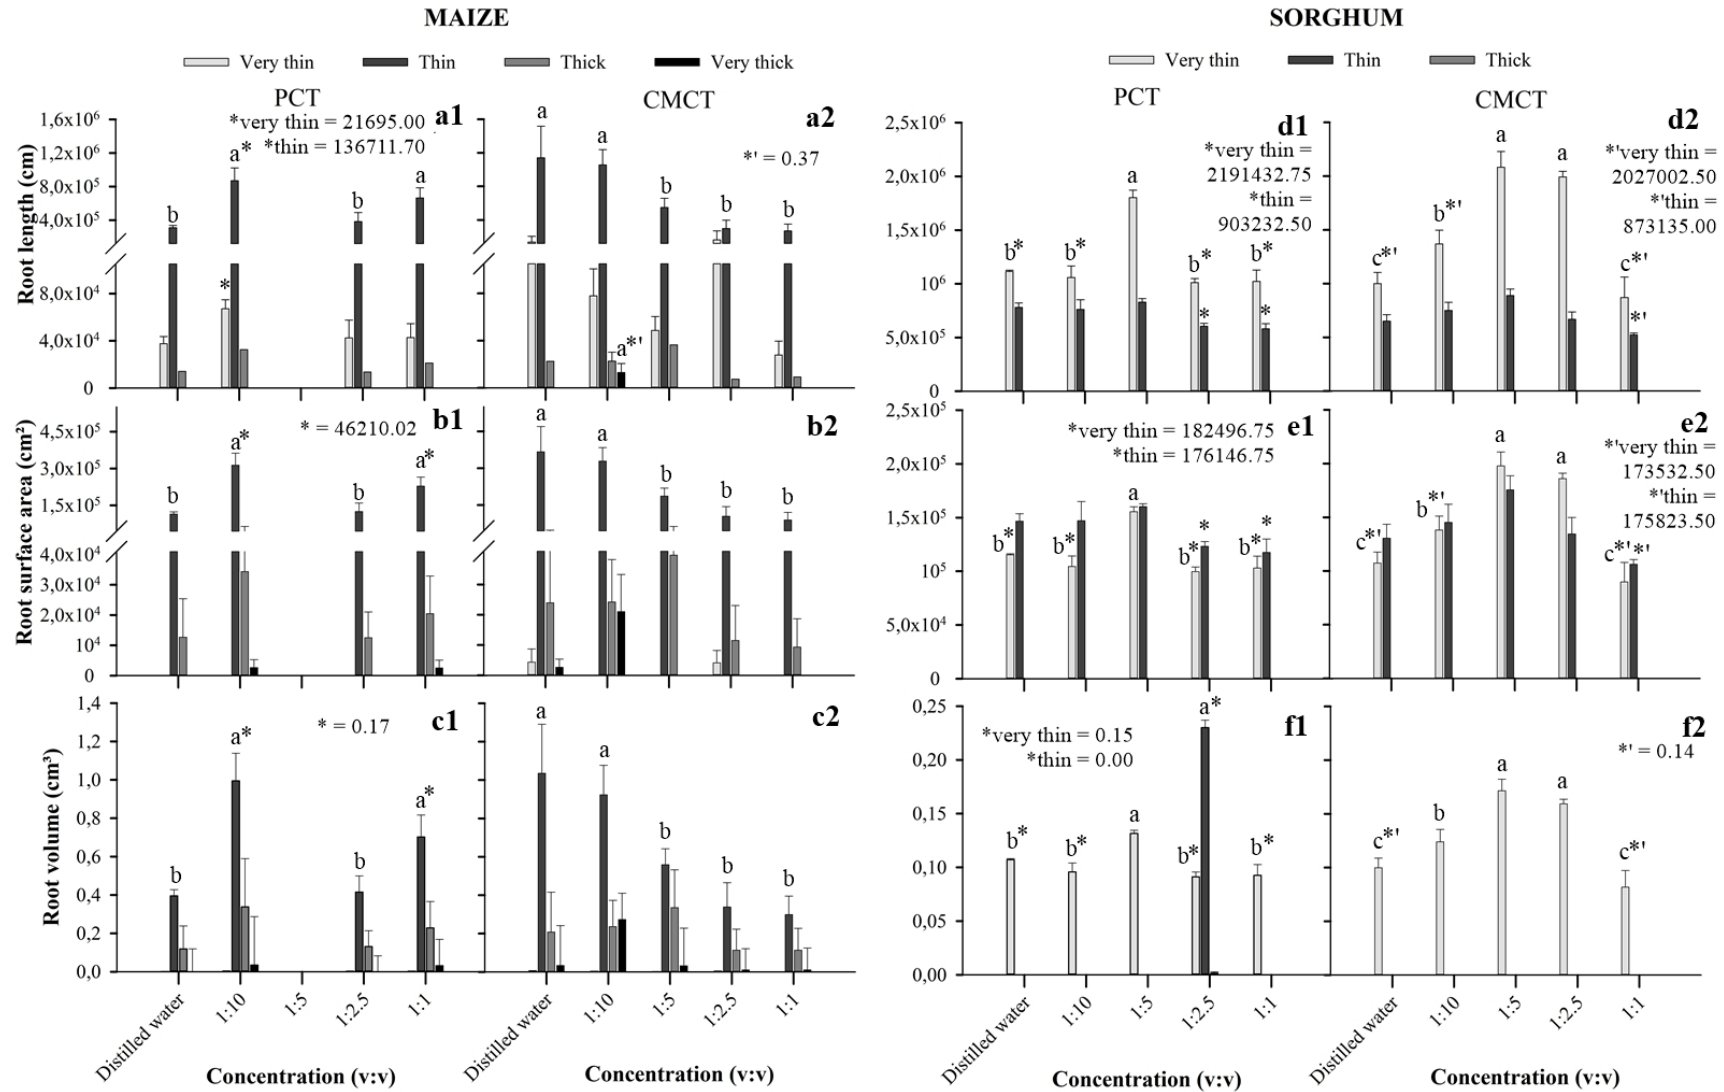 MAIZE
SORGHUM
Very thin
Thin
Thick
Very thick
Very thin
Thin
Thick
PCT
CMCT
PCT
CMCT
Root length (cm)
1,6x10⁶
1,2x10⁶
8,0x10⁵
4,0x10⁵
8,0x10⁴
4,0x10⁴
0
a1
*very thin = 21695.00
*thin = 136711.70
b
*
a*
b
a
a2
*' = 0.37
a
a
a*'
b
b
b
2,5x10⁶
2,0x10⁶
1,5x10⁶
10⁶
5,0x10⁵
0
d1
*very thin =
2191432.75
*thin =
903232.50
b*
b*
a
b*
*
b*
*
d2
*'very thin =
2027002.50
*'thin =
873135.00
c*'
b*'
a
a
c*'
*'
Root surface area (cm²)
4,5x10⁵
3,0x10⁵
1,5x10⁵
4,0x10⁴
3,0x10⁴
2,0x10⁴
10⁴
0
b1
* = 46210.02
b
a*
b
a*
b2
a
a
b
b
b
2,5x10⁵
2,0x10⁵
1,5x10⁵
10⁵
5,0x10⁴
0
e1
*very thin = 182496.75
*thin = 176146.75
b*
b*
a
b*
*
b*
*
e2
*'very thin =
173532.50
*'thin =
175823.50
c*'
b*'
a
a
c*'
*'
Root volume (cm³)
1,4
1,2
1,0
0,8
0,6
0,4
0,2
0,0
c1
* = 0.17
b
a*
b
a*
c2
a
a
b
b
b
0,25
0,20
0,15
0,10
0,05
0,00
f1
*very thin = 0.15
*thin = 0.00
b*
b*
a
b*
a*
b*
f2
*' = 0.14
c*'
b
a
a
c*'
Distilled water
1:10
1:5
1:2.5
1:1
Distilled water
1:10
1:5
1:2.5
1:1
Distilled water
1:10
1:5
1:2.5
1:1
Distilled water
1:10
1:5
1:2.5
1:1
Concentration (v:v)
Concentration (v:v)
Concentration (v:v)
Concentration (v:v)